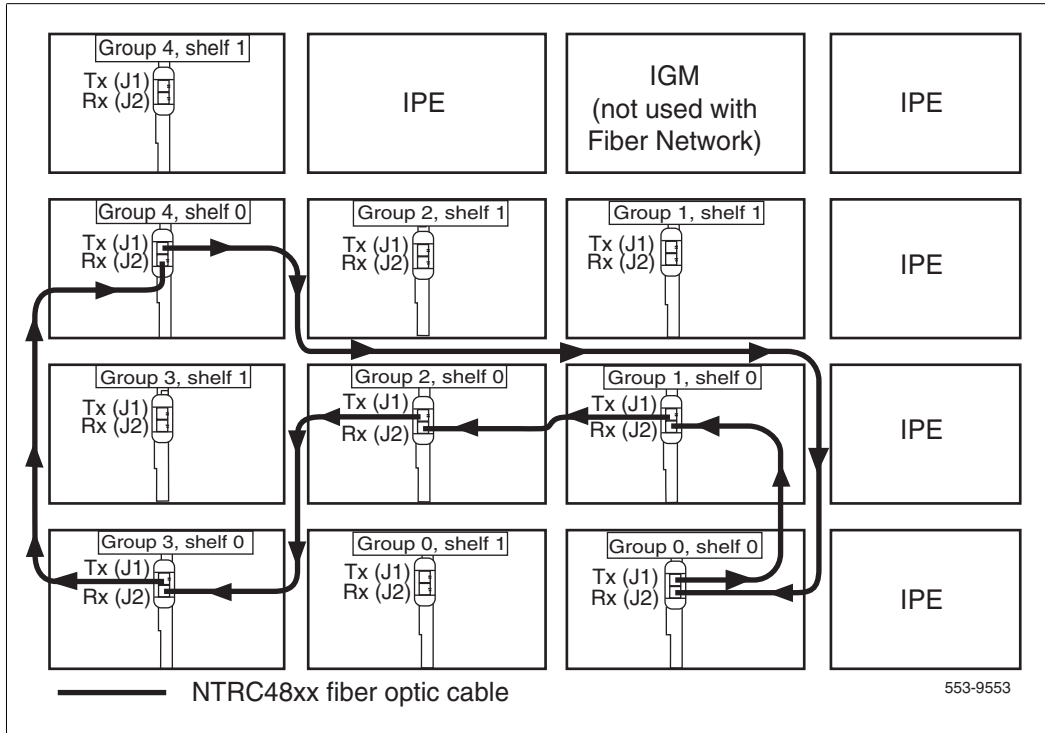 Group 4, shelf 1
Tx (J1)
Rx (J2)
IPE
IGM
(not used with
Fiber Network)
IPE
Group 4, shelf 0
Tx (J1)
Rx (J2)
Group 2, shelf 1
Tx (J1)
Rx (J2)
Group 1, shelf 1
Tx (J1)
Rx (J2)
IPE
Group 3, shelf 1
Tx (J1)
Rx (J2)
Group 2, shelf 0
Tx (J1)
Rx (J2)
Group 1, shelf 0
Tx (J1)
Rx (J2)
IPE
Group 3, shelf 0
Tx (J1)
Rx (J2)
Group 0, shelf 1
Tx (J1)
Rx (J2)
Group 0, shelf 0
Tx (J1)
Rx (J2)
IPE
NTRC48xx fiber optic cable
553-9553